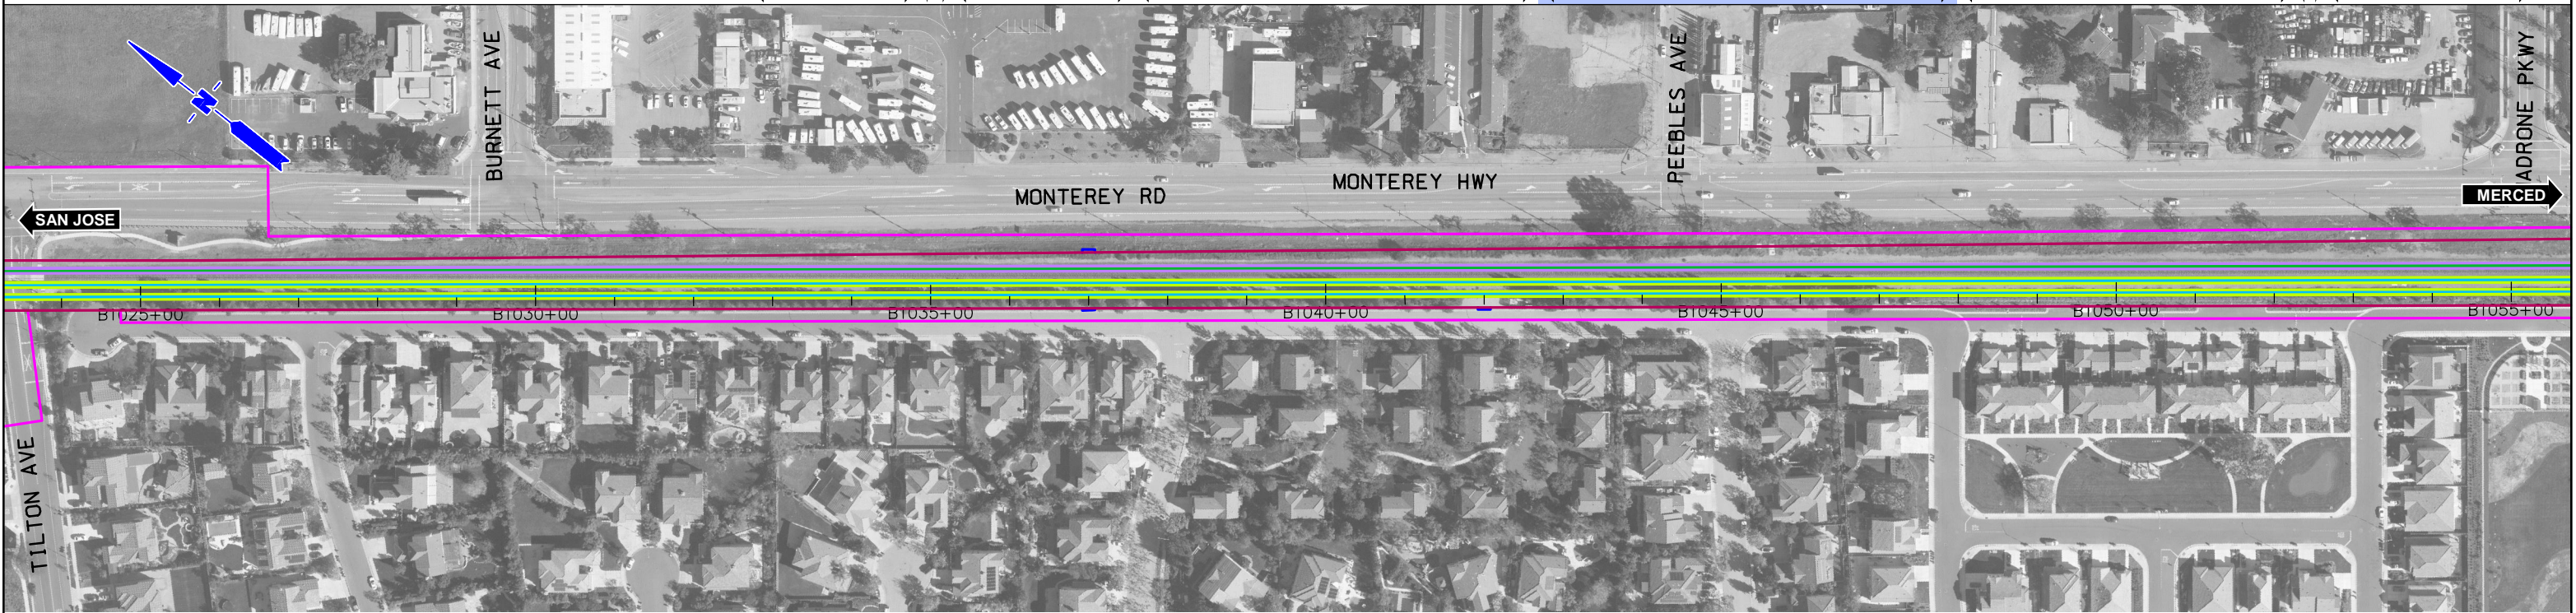 BURNETT AVE
PEEBLES AVE
ADRONE PKWY
N
MONTEREY RD
MONTEREY HWY
SAN JOSE
MERCED
B1025+00
B1030+00
B1035+00
B1040+00
B1045+00
B1050+00
B1055+00
TILTON AVE